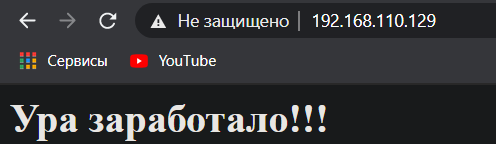 Не защищено | 192.168.110.129
Сервисы YouTube
Ура заработало!!!